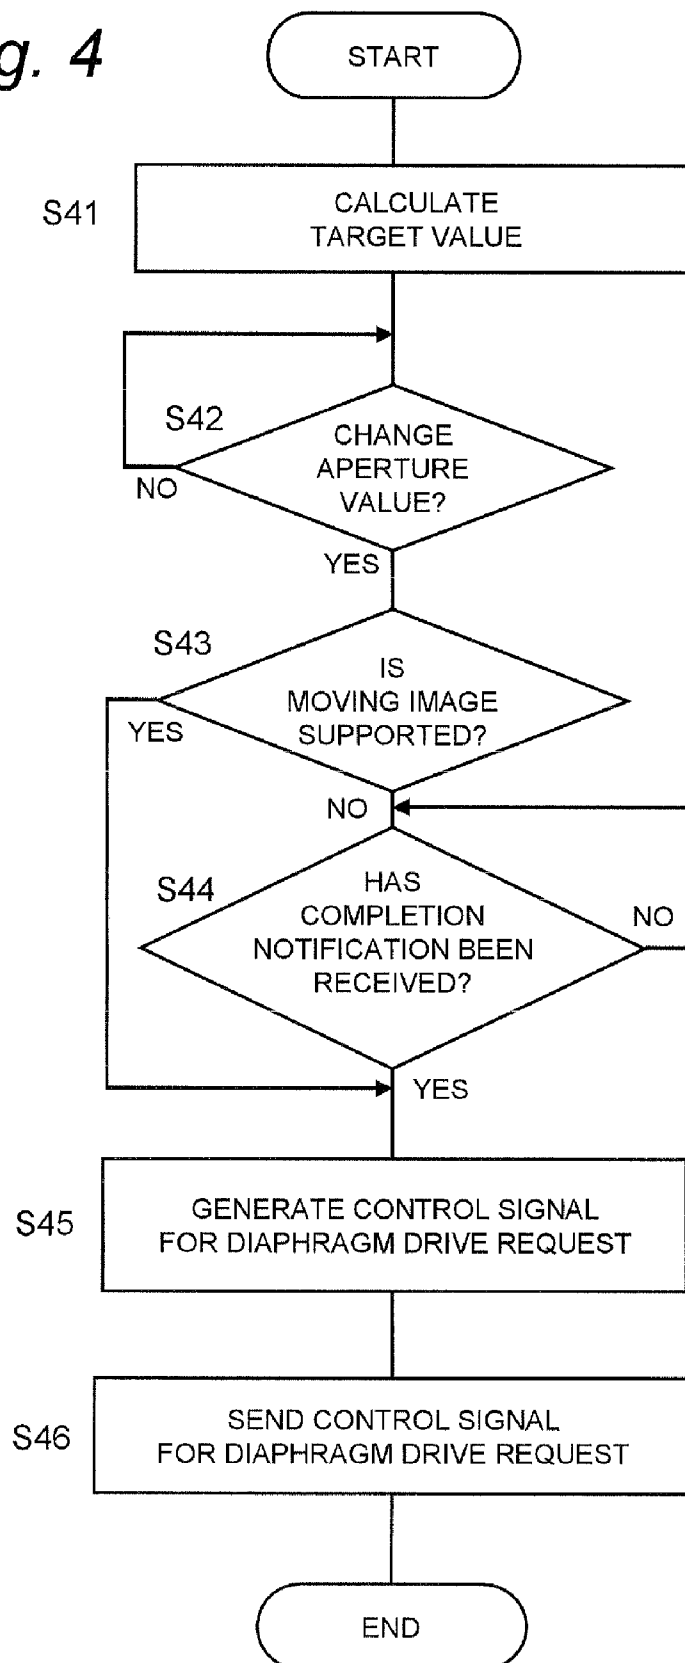 g. 4
START
S41
CALCULATE
TARGET VALUE
S42
CHANGE
APERTURE
VALUE?
NO
YES
S43
IS
MOVING IMAGE
SUPPORTED?
YES
NO
S44
HAS
COMPLETION
NOTIFICATION BEEN
RECEIVED?
NO
YES
S45
GENERATE CONTROL SIGNAL
FOR DIAPHRAGM DRIVE REQUEST
S46
SEND CONTROL SIGNAL
FOR DIAPHRAGM DRIVE REQUEST
END